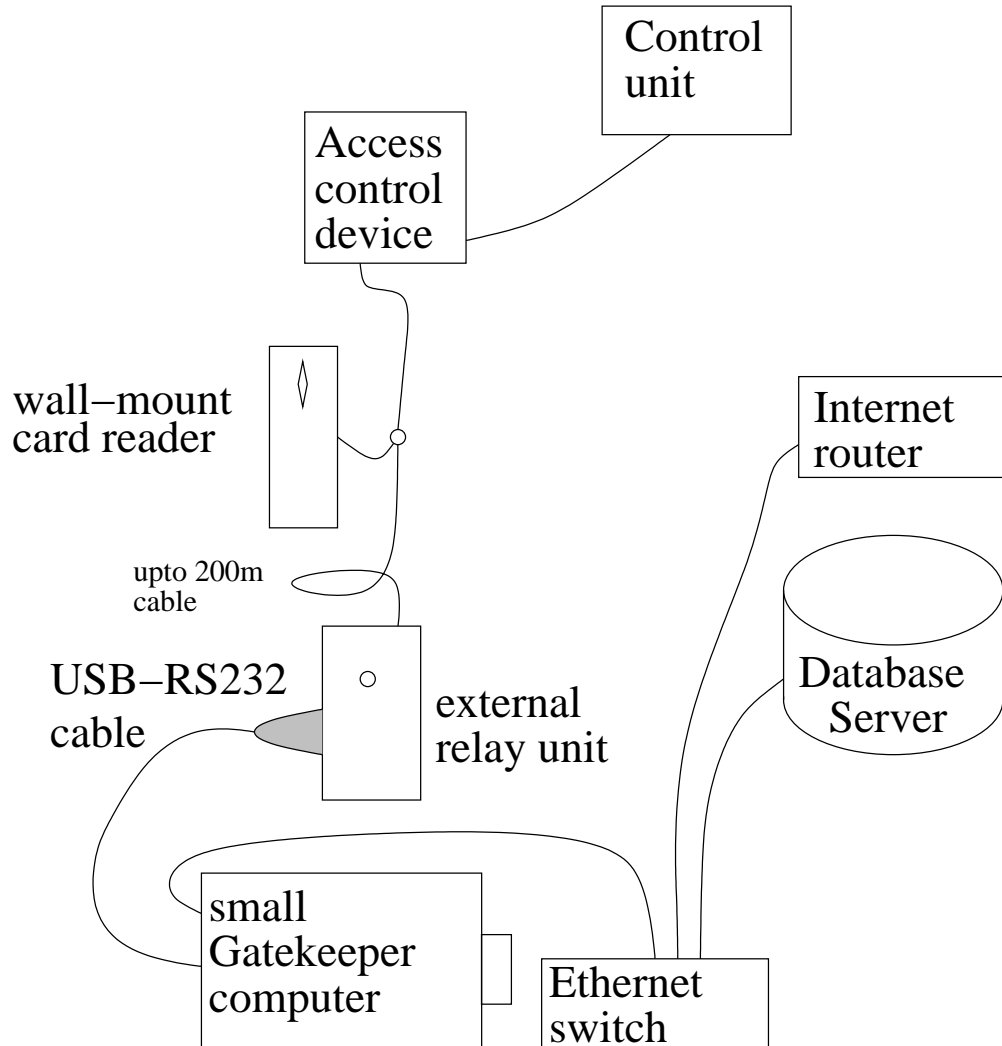 Control
unit
Access
control
device
wall−mount
card reader
Internet
router
upto 200m
cable
USB−RS232
cable
external
relay unit
Database
Server
small
Gatekeeper
computer
Ethernet
switch